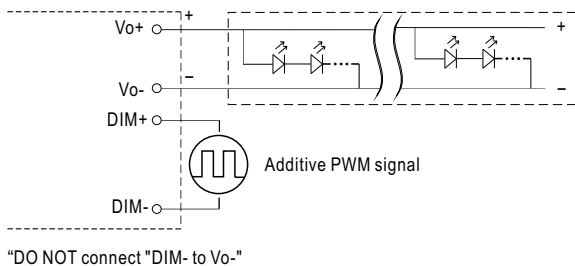 Vo+
+
+
Vo-
–
–
DIM+
Additive PWM signal
DIM-
“DO NOT connect "DIM- to Vo-"